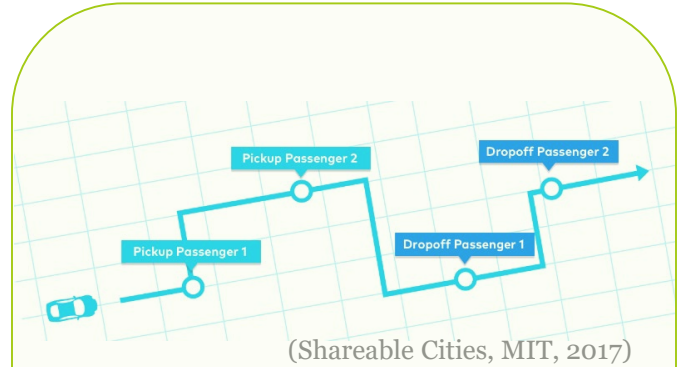 Pickup Passenger 2
Dropoff Passenger 2
Pickup Passenger 1
Dropoff Passenger 1
(Shareable Cities, MIT, 2017)